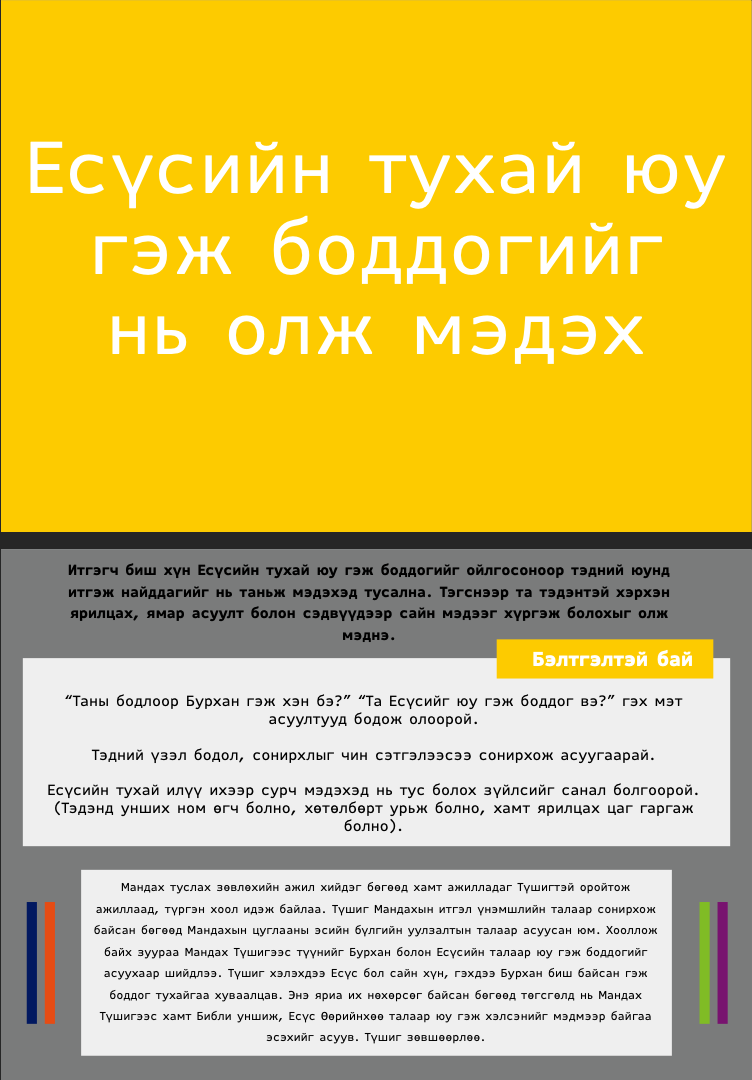 Есүсийн тухай юу
гэж боддогийг
нь олж мэдэх
Итгэгч биш хүн Есүсийн тухай юу гэж боддогийг ойлгосоноор тэдний юунд
итгэж найддагийг нь таньж мэдэхэд тусална. Тэгснээр та тэдэнтэй хэрхэн
ярилцах, ямар асуулт болон сэдвүүдээр сайн мэдээг хүргэж болохыг олж
мэднэ.
Бэлтгэлтэй бай
“Таны бодлоор Бурхан гэж хэн бэ?” “Та Есүсийг юу гэж боддог вэ?” гэх мэт
асуултууд бодож олоорой.
Тэдний үзэл бодол, сонирхлыг чин сэтгэлээсээ сонирхож асуугаарай.
Есүсийн тухай илүү ихээр сурч мэдэхэд нь тус болох зүйлсийг санал болгоорой.
(Тэдэнд унших ном өгч болно, хөтөлбөрт урьж болно, хамт ярилцах цаг гаргаж
болно).
Мандах туслах зөвлөхийн ажил хийдэг бөгөөд хамт ажилладаг Түшигтэй оройтож
ажиллаад, түргэн хоол идэж байлаа. Түшиг Мандахын итгэл үнэмшлийн талаар сонирхож
байсан бөгөөд Мандахын цуглааны эсийн бүлгийн уулзалтын талаар асуусан юм. Хооллож
байх зуураа Мандах Түшигээс түүнийг Бурхан болон Есүсийн талаар юу гэж боддогийг
асуухаар шийдлээ. Түшиг хэлэхдээ Есүс бол сайн хүн, гэхдээ Бурхан биш байсан гэж
боддог тухайгаа хуваалцав. Энэ яриа их нөхөрсөг байсан бөгөөд төгсгөлд нь Мандах
Түшигээс хамт Библи уншиж, Есүс Өөрийнхөө талаар юу гэж хэлсэнийг мэдмээр байгаа
эсэхийг асуув. Түшиг зөвшөөрлөө.